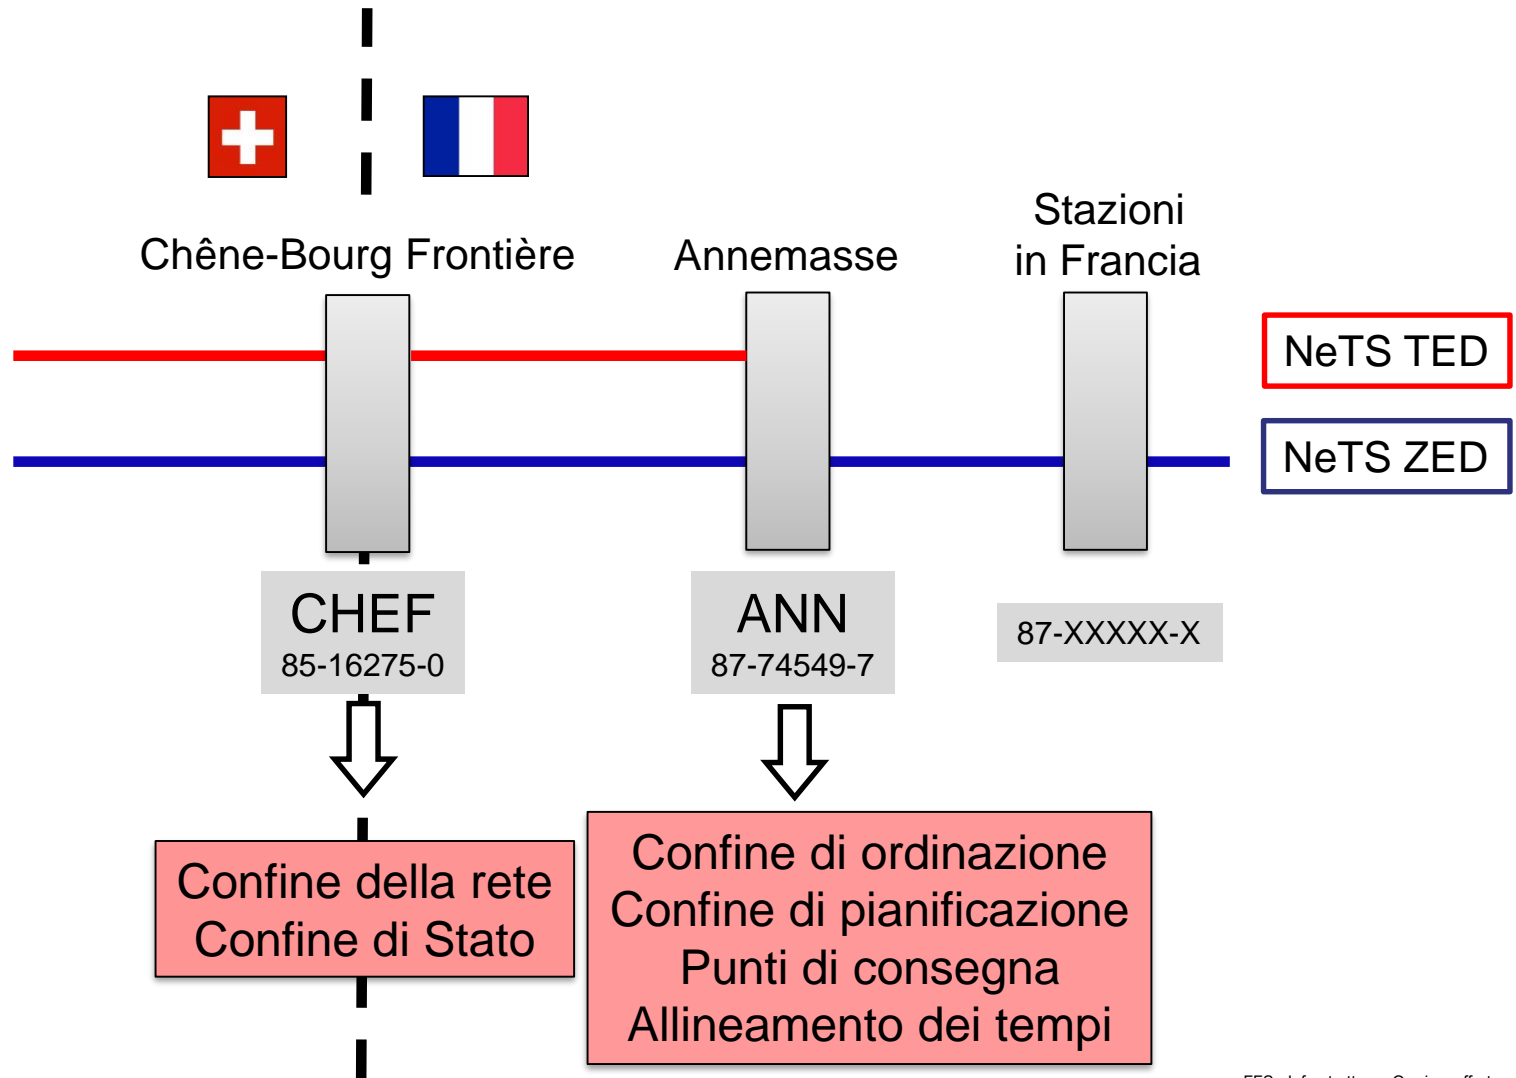 Chêne-Bourg Frontière
Annemasse
Stazioni
in Francia
NeTS TED
NeTS ZED
CHEF
85-16275-0
ANN
87-74549-7
87-XXXXX-X
Confine della rete
Confine di Stato
Confine di ordinazione
Confine di pianificazione
Punti di consegna
Allineamento dei tempi